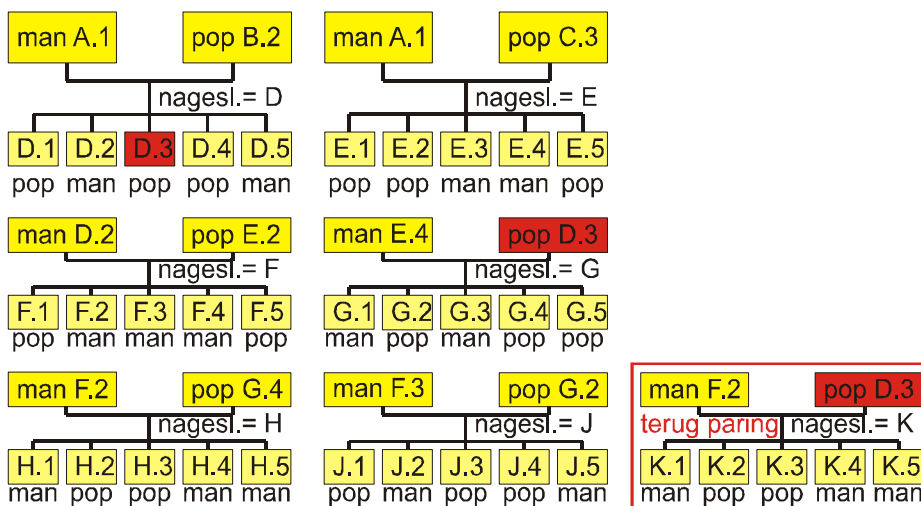 man A.1 pop B.2 man A.1 pop C.3
nagesl.= D nagesl.= E
D.1 D.2 D.3 D.4 D.5 E.1 E.2 E.3 E.4 E.5
pop man pop pop man pop pop man man pop
man D.2 pop E.2 man E.4 pop D.3
nagesl.= F nagesl.= G
F.1 F.2 F.3 F.4 F.5 G.1 G.2 G.3 G.4 G.5
pop man man man pop man pop man pop pop
man F.2 pop G.4 man F.3 pop G.2 man F.2 pop D.3
nagesl.= H nagesl.= J terug paring nagesl.= K
H.1 H.2 H.3 H.4 H.5 J.1 J.2 J.3 J.4 J.5 K.1 K.2 K.3 K.4 K.5
man pop pop man man pop man pop pop man man pop pop man man